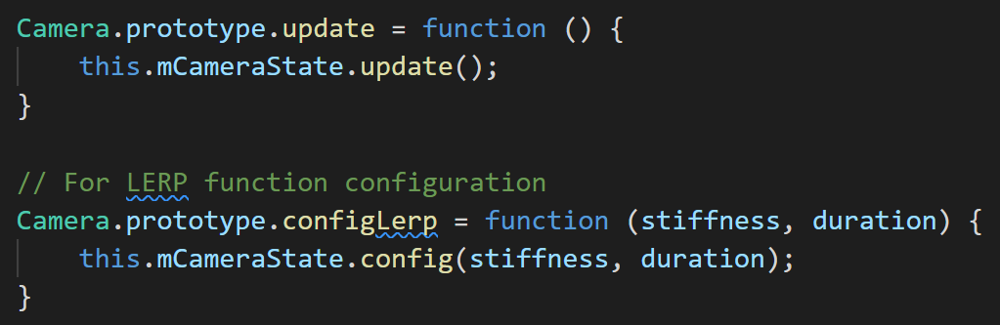 Camera.prototype.update = function () {
    this.mCameraState.update();
}

// For LERP function configuration
Camera.prototype.configLerp = function (stiffness, duration) {
    this.mCameraState.config(stiffness, duration);
}